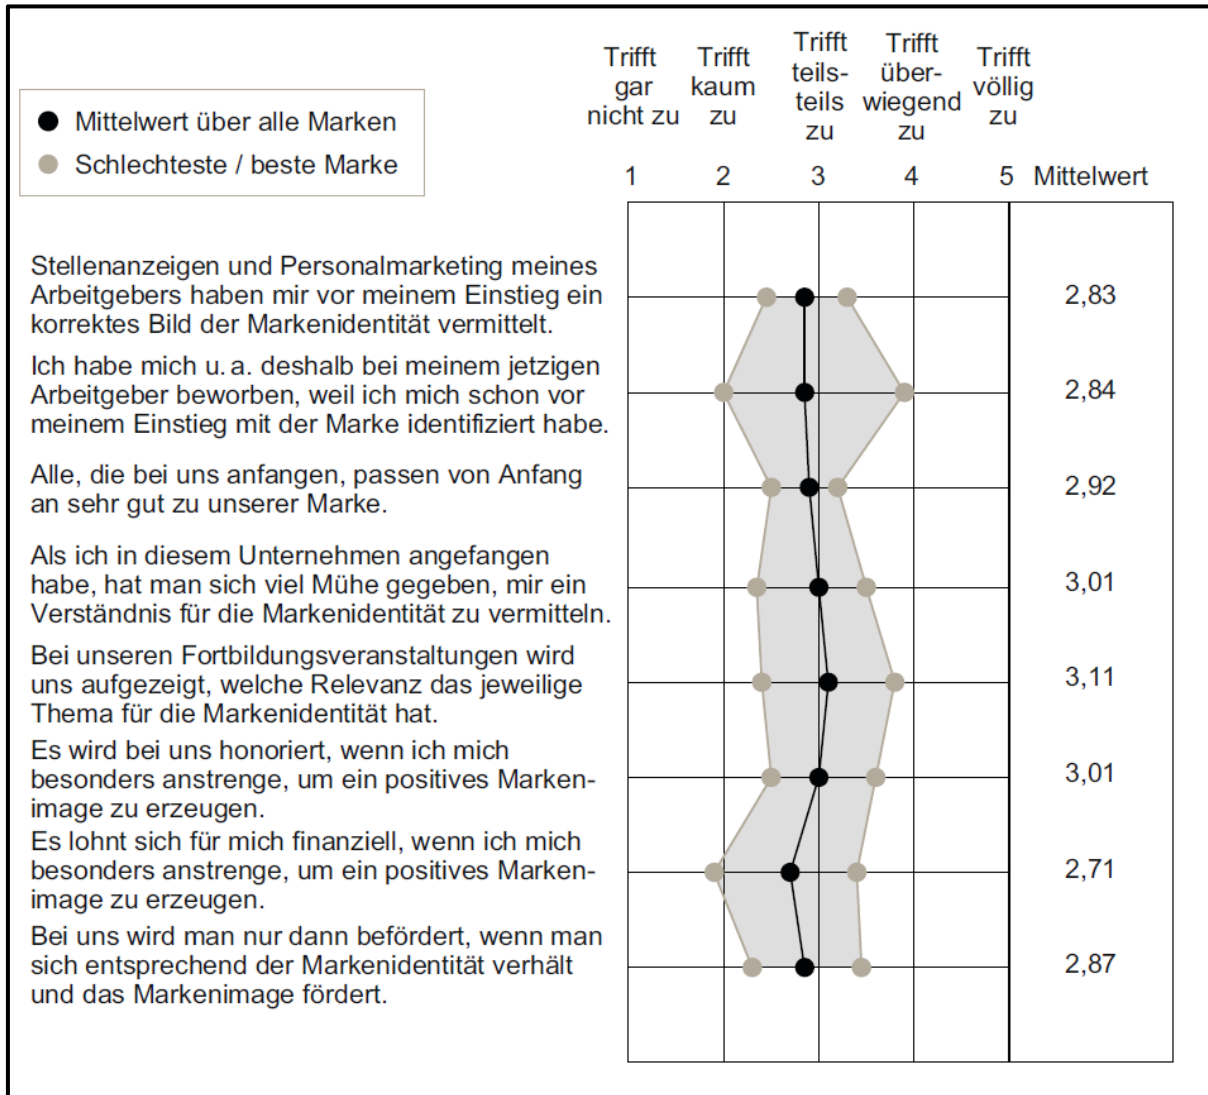 Mittelwert über alle Marken
Schlechteste / beste Marke
Trifft
gar
nicht zu
Trifft
kaum
zu
Trifft
teils-
teils
zu
Trifft
über-
wiegend
zu
Trifft
völlig
zu
1 2 3 4 5 Mittelwert
Stellenanzeigen und Personalmarketing meines
Arbeitgebers haben mir vor meinem Einstieg ein
korrektes Bild der Markenidentität vermittelt.
2,83
Ich habe mich u. a. deshalb bei meinem jetzigen
Arbeitgeber beworben, weil ich mich schon vor
meinem Einstieg mit der Marke identifiziert habe.
2,84
Alle, die bei uns anfangen, passen von Anfang
an sehr gut zu unserer Marke.
2,92
Als ich in diesem Unternehmen angefangen
habe, hat man sich viel Mühe gegeben, mir ein
Verständnis für die Markenidentität zu vermitteln.
3,01
Bei unseren Fortbildungsveranstaltungen wird
uns aufgezeigt, welche Relevanz das jeweilige
Thema für die Markenidentität hat.
3,11
Es wird bei uns honoriert, wenn ich mich
besonders anstrenge, um ein positives Marken-
image zu erzeugen.
3,01
Es lohnt sich für mich finanziell, wenn ich mich
besonders anstrenge, um ein positives Marken-
image zu erzeugen.
2,71
Bei uns wird man nur dann befördert, wenn man
sich entsprechend der Markenidentität verhält
und das Markenimage fördert.
2,87